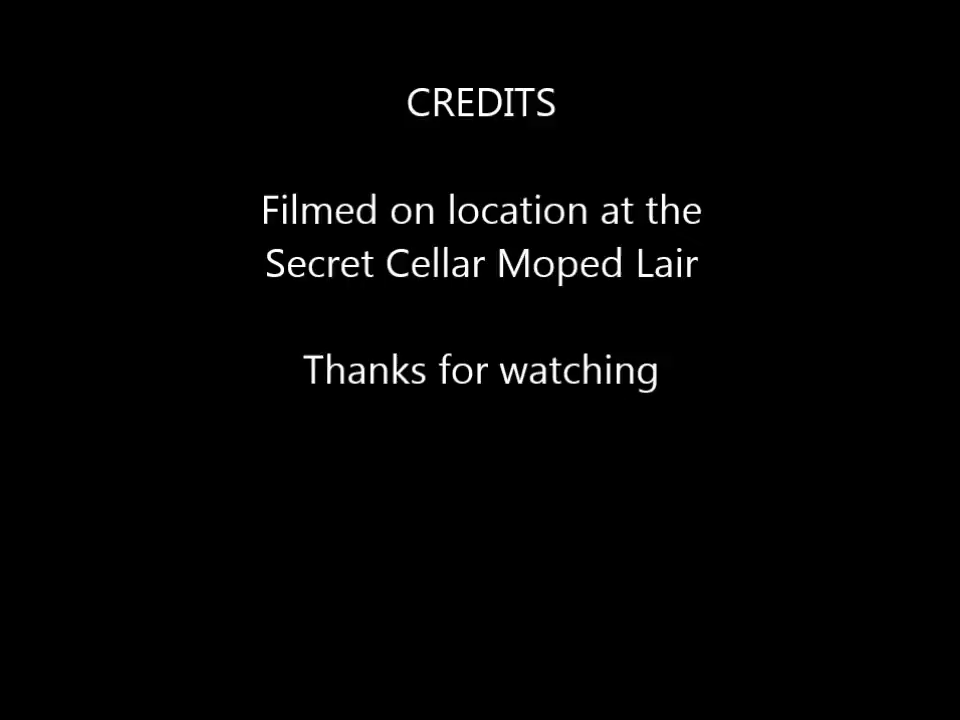 CREDITS
Filmed on location at the
Secret Cellar Moped Lair
Thanks for watching